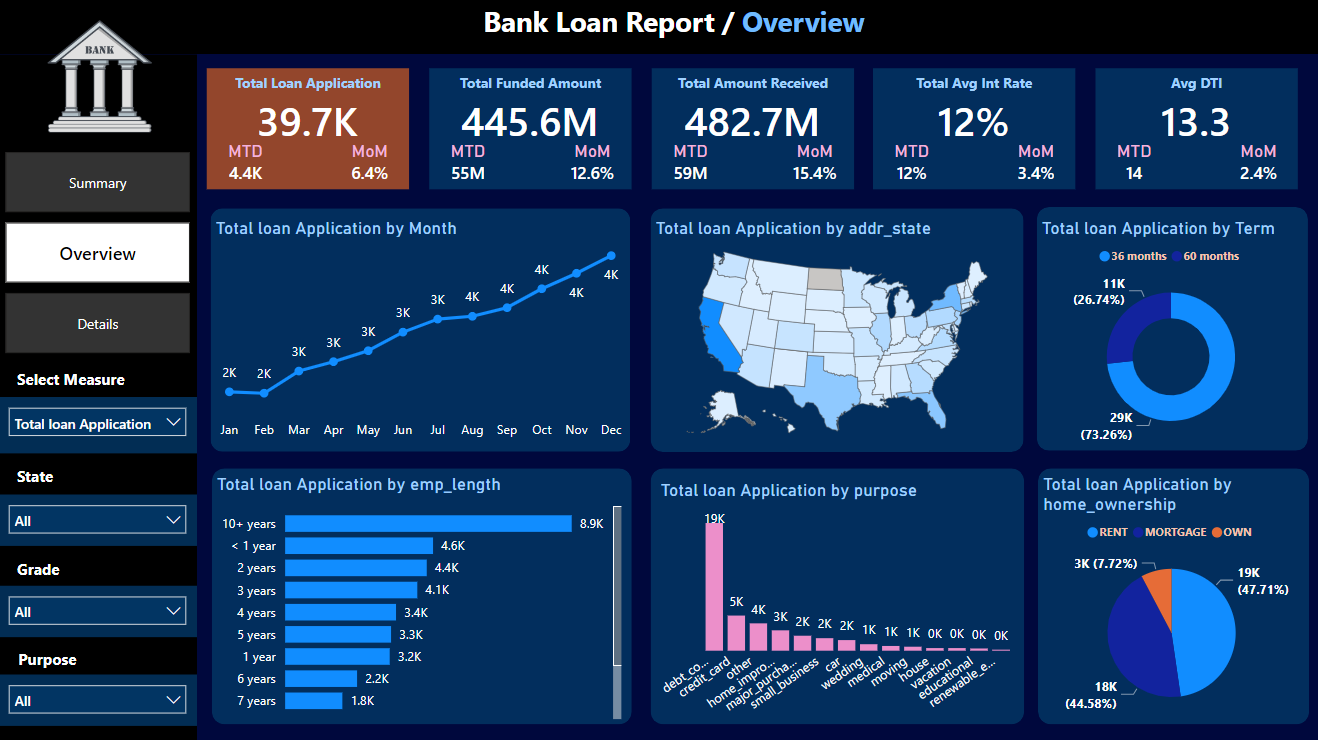 Bank Loan Report / Overview
BANK
Summary
Overview
Details
Select Measure
Total loan Application
State
All
Grade
All
Purpose
All
Total Loan Application
39.7K
MTD MoM
4.4K 6.4%
Total Funded Amount
445.6M
MTD MoM
55M 12.6%
Total Amount Received
482.7M
MTD MoM
59M 15.4%
Total Avg Int Rate
12%
MTD MoM
12% 3.4%
Avg DTI
13.3
MTD MoM
14 2.4%
Total loan Application by Month
2K 2K 3K 3K 3K 3K 3K 4K 4K 4K 4K 4K
Jan Feb Mar Apr May Jun Jul Aug Sep Oct Nov Dec
Total loan Application by addr_state
Total loan Application by Term
36 months 60 months
11K
(26.74%)
29K
(73.26%)
Total loan Application by emp_length
10+ years 8.9K
< 1 year 4.6K
2 years 4.4K
3 years 4.1K
4 years 3.4K
5 years 3.3K
1 year 3.2K
6 years 2.2K
7 years 1.8K
Total loan Application by purpose
19K 5K 4K 3K 2K 2K 2K 1K 1K 1K 0K 0K 0K 0K
debt_co...
credit_card
other
home_impro...
major_purcha...
small_business
car
wedding
medical
moving
house
vacation
educational
renewable_e...
Total loan Application by
home_ownership
RENT MORTGAGE OWN
3K (7.72%)
19K
(47.71%)
18K
(44.58%)